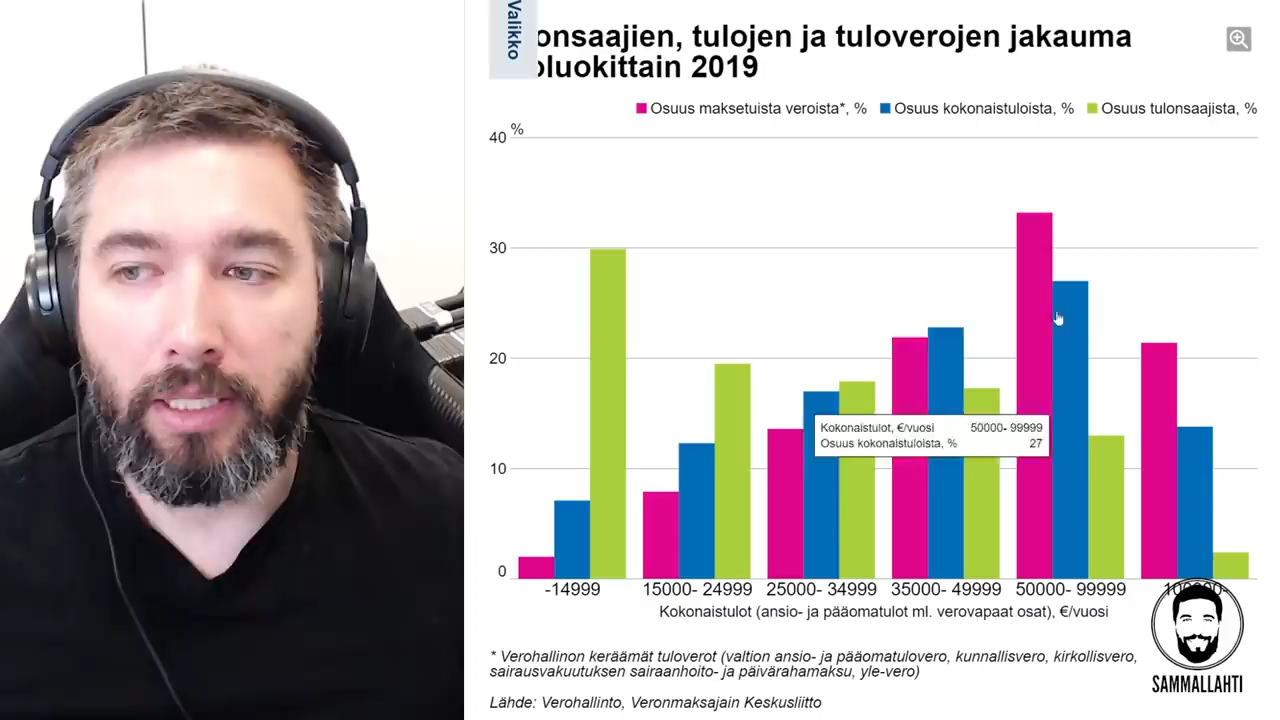 Valikko
onsaajien, tulojen ja tuloverojen jakauma
oluokittain 2019
Osuus maksetuista veroista*, % Osuus kokonaistuloista, % Osuus tulonsaajista, %
%
40
30
20
10
0
Kokonaistulot, €/vuosi 50000- 99999
Osuus kokonaistuloista, % 27
-14999 15000- 24999 25000- 34999 35000- 49999 50000- 99999 100000-
Kokonaistulot (ansio- ja pääomatulot ml. verovapaat osat), €/vuosi
* Verohallinon keräämät tuloverot (valtion ansio- ja pääomatulovero, kunnallisvero, kirkollisvero,
sairausvakuutuksen sairaanhoito- ja päivärahamaksu, yle-vero)
Lähde: Verohallinto, Veronmaksajain Keskusliitto
SAMMALLAHTI